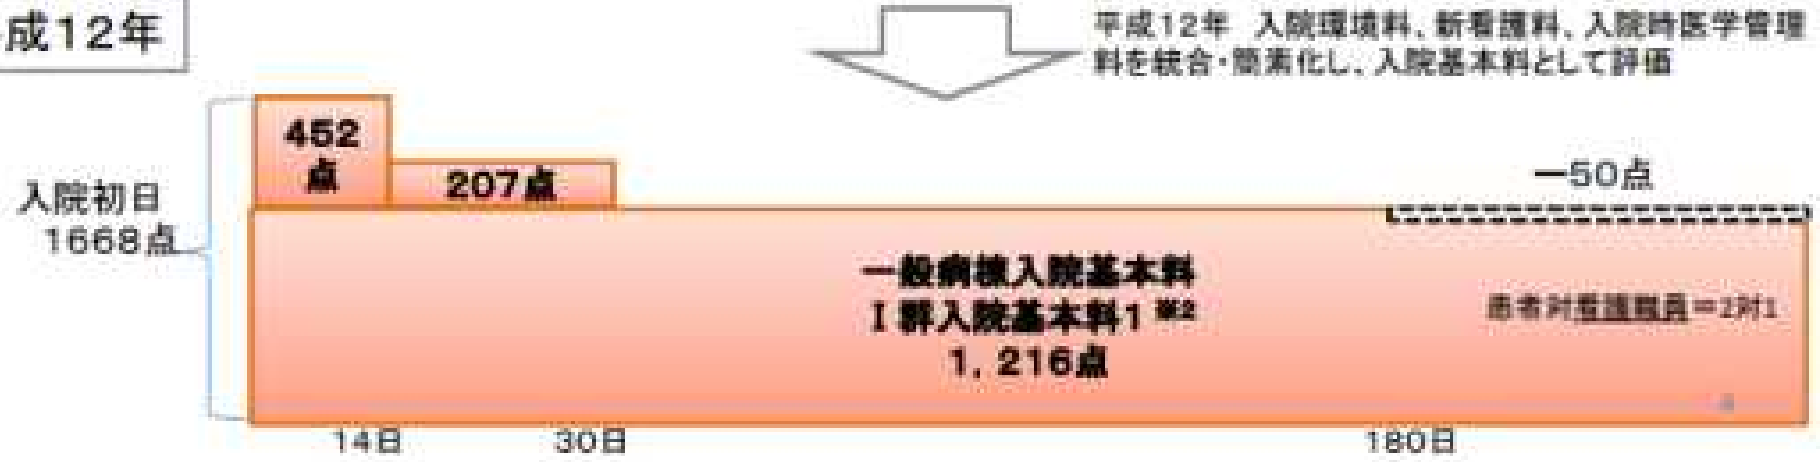 成12年
平成12年 入院環境料、新看護料、入院時医学管理
料を統合・簡素化し、入院基本料として評価
452
点
207点
入院初日
1668点
－50点
一般病棟入院基本料
Ⅰ群入院基本料1 ※2
1，216点
患者対看護職員＝2対1
14日
30日
180日